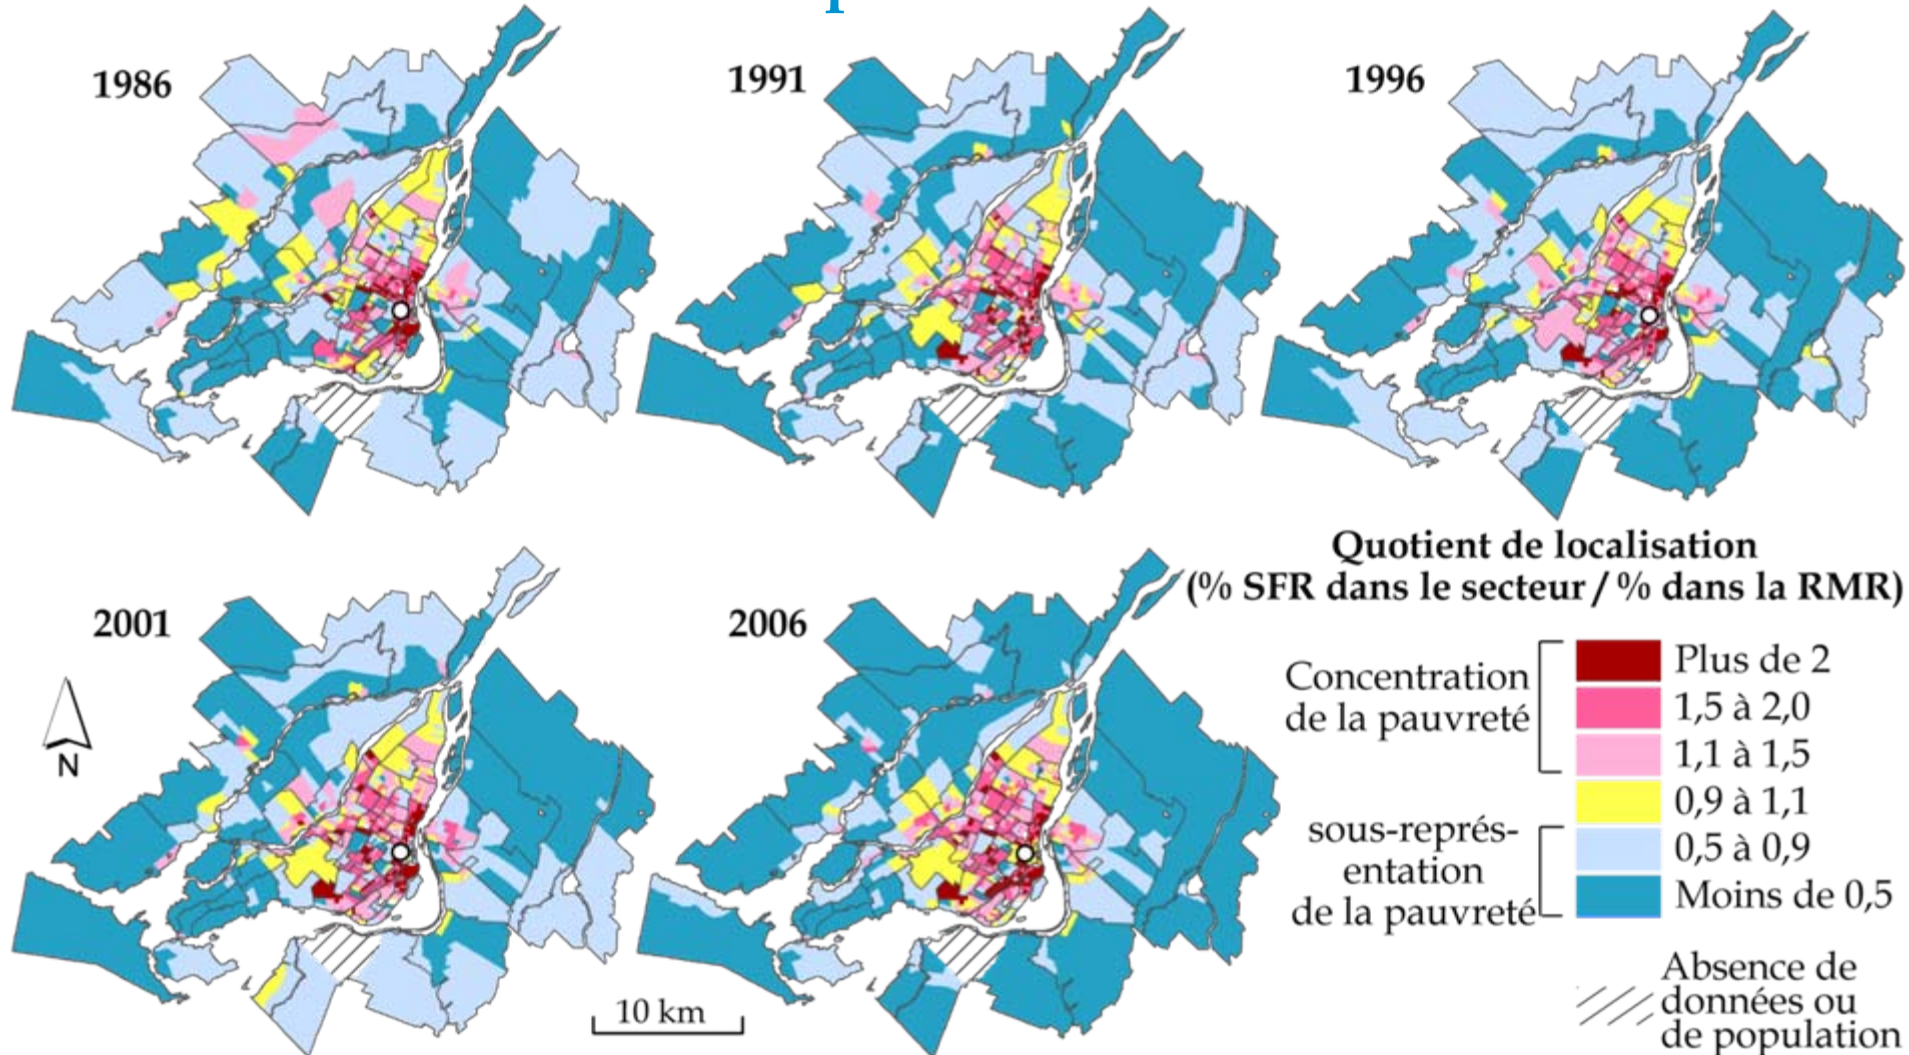 1986
1991
1996
2001
2006
N
10 km
Quotient de localisation
(% SFR dans le secteur / % dans la RMR)
Concentration
de la pauvreté
Plus de 2
1,5 à 2,0
1,1 à 1,5
0,9 à 1,1
sous-représ-
entation
de la pauvreté
0,5 à 0,9
Moins de 0,5
Absence de
données ou
de population